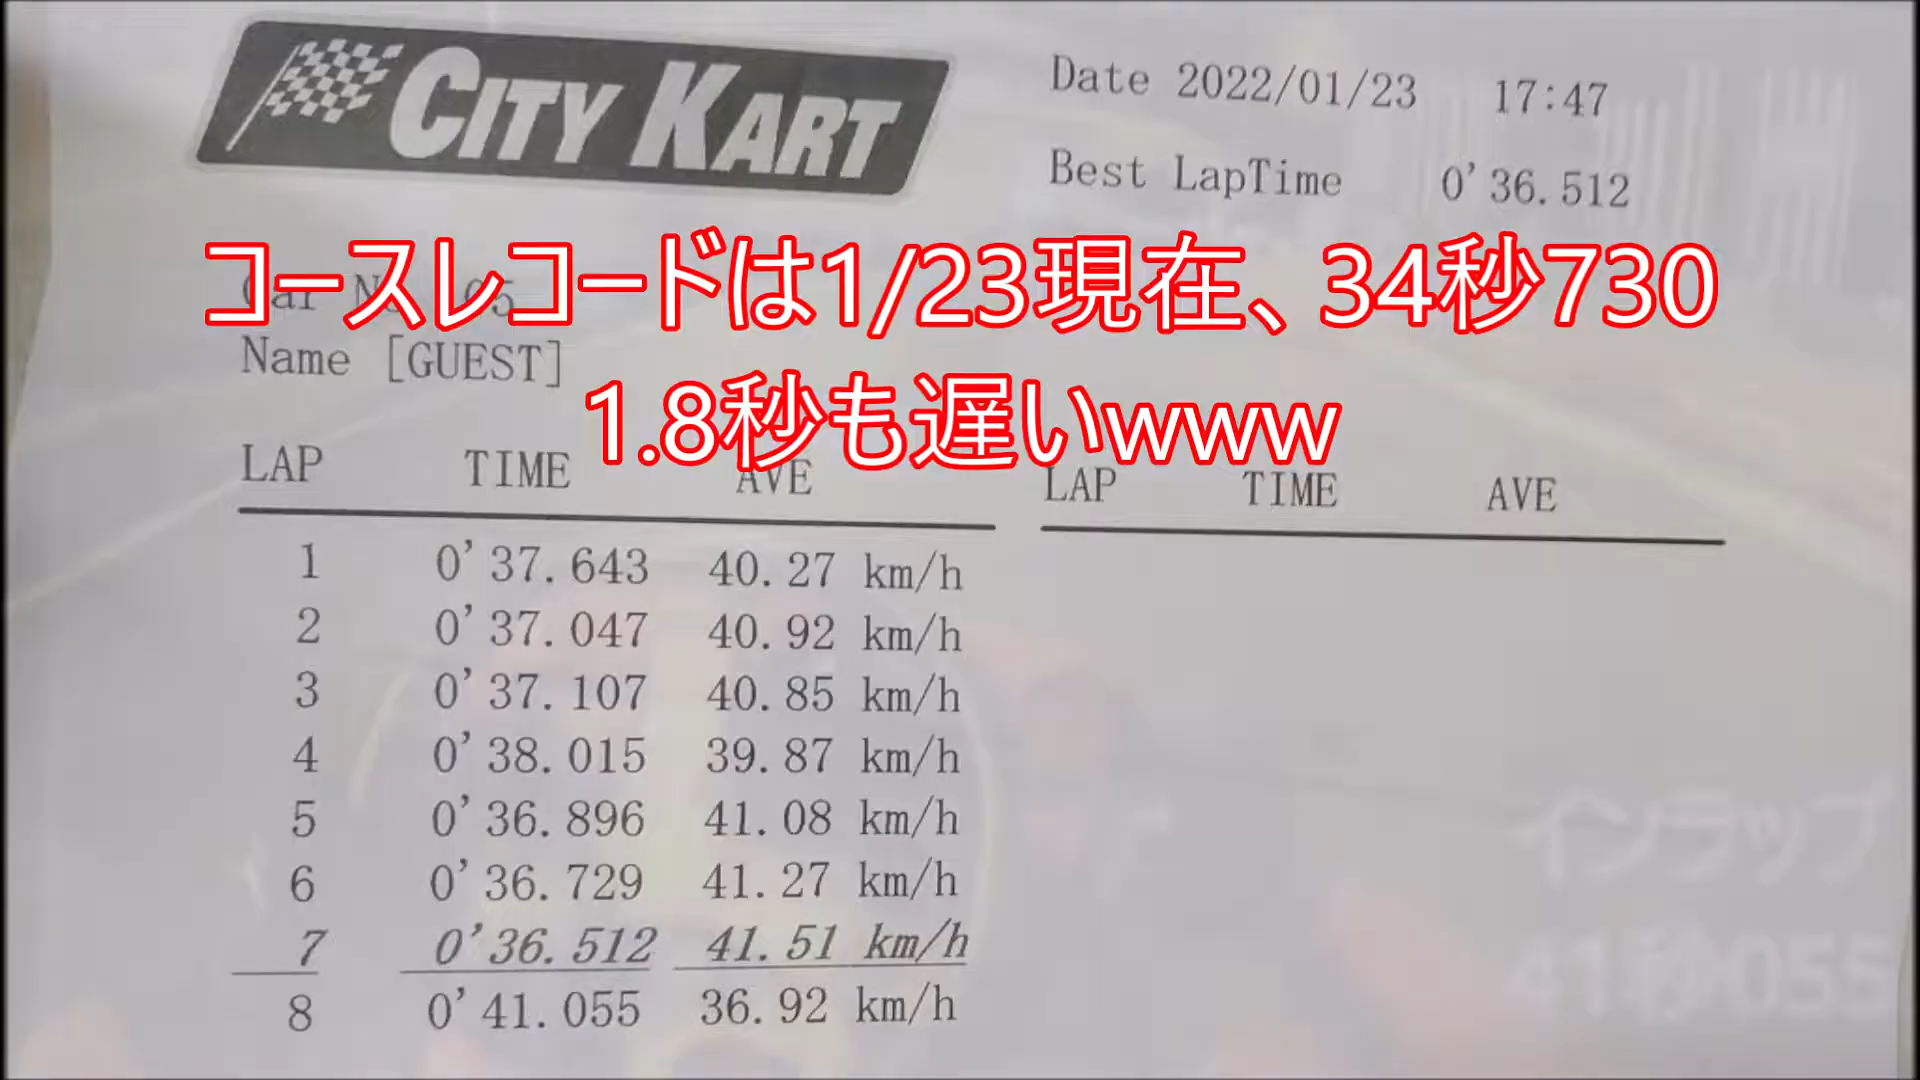 CITY KART
Date 2022/01/23 17:47
Best LapTime 0'36.512
コースレコードは1/23現在、34秒730
Name [GUEST]
1.8秒も遅いwww
LAP TIME AVE LAP TIME AVE
1 0'37.643 40.27 km/h
2 0'37.047 40.92 km/h
3 0'37.107 40.85 km/h
4 0'38.015 39.87 km/h
5 0'36.896 41.08 km/h
6 0'36.729 41.27 km/h
7 0'36.512 41.51 km/h
8 0'41.055 36.92 km/h
インラップ
41秒055